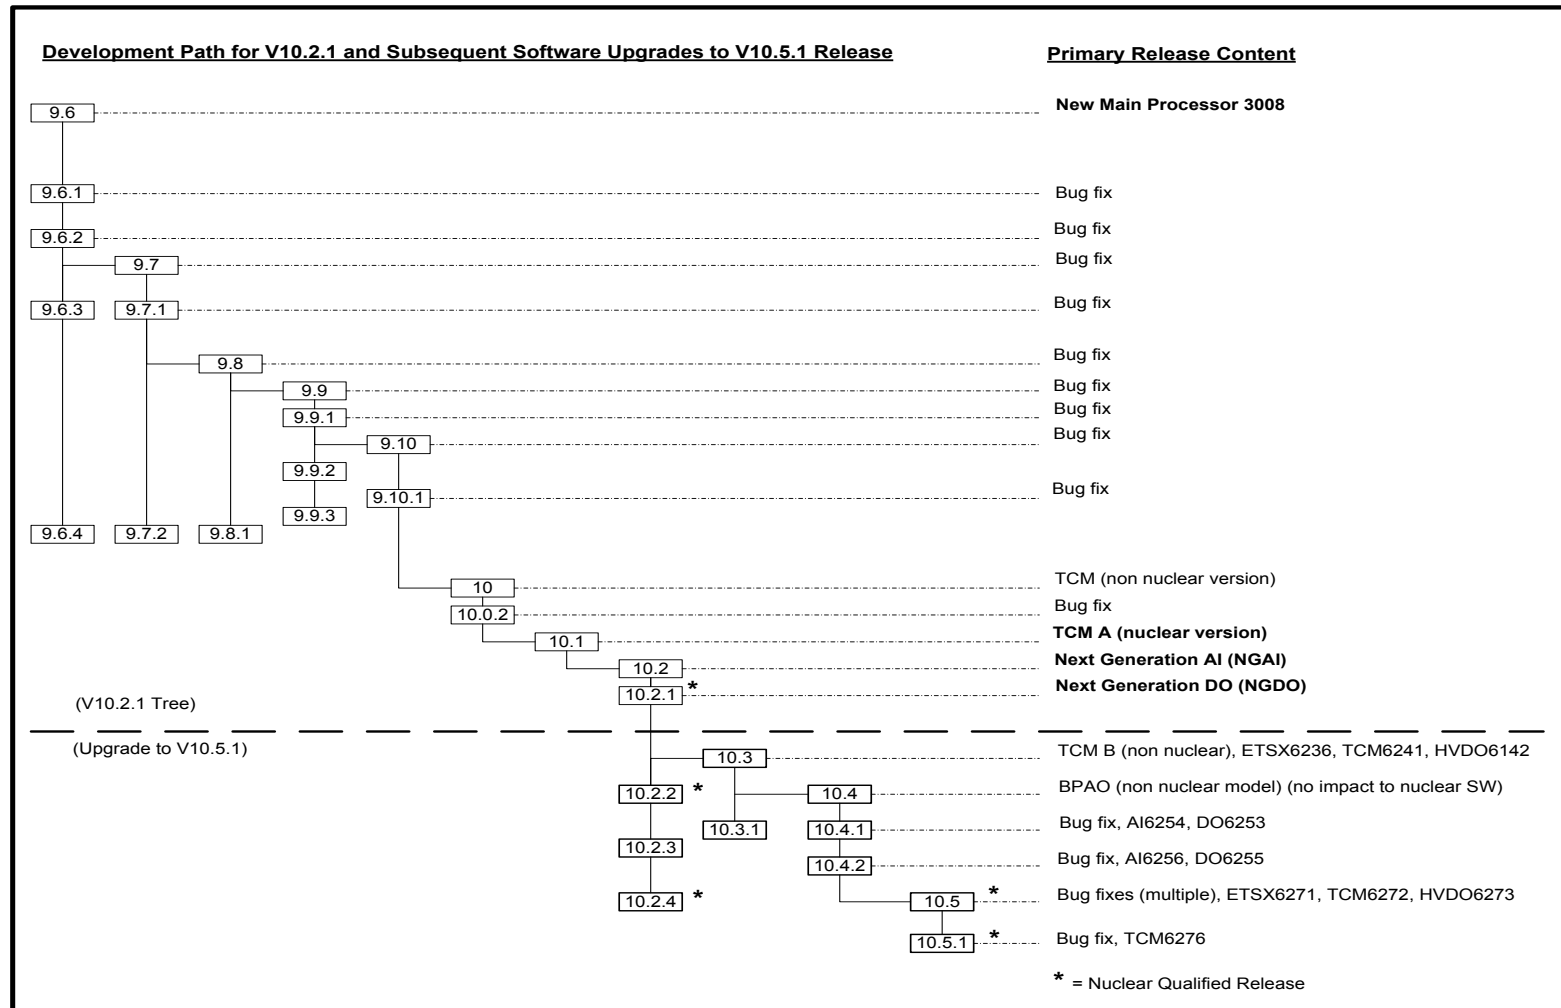 Development Path for V10.2.1 and Subsequent Software Upgrades to V10.5.1 Release Primary Release Content
9.6 New Main Processor 3008
9.6.1 Bug fix
9.6.2 Bug fix
9.7 Bug fix
9.6.3 9.7.1 Bug fix
9.8 Bug fix
9.9 Bug fix
9.9.1 Bug fix
9.10 Bug fix
9.9.2
9.10.1 Bug fix
9.9.3
9.6.4 9.7.2 9.8.1
10 TCM (non nuclear version)
10.0.2 Bug fix
10.1 TCM A (nuclear version)
10.2 Next Generation AI (NGAI)
10.2.1 * Next Generation DO (NGDO)
(V10.2.1 Tree)
(Upgrade to V10.5.1)
10.3 TCM B (non nuclear), ETSX6236, TCM6241, HVDO6142
10.2.2 * 10.4 BPAO (non nuclear model) (no impact to nuclear SW)
10.3.1 10.4.1 Bug fix, AI6254, DO6253
10.2.3
10.4.2 Bug fix, AI6256, DO6255
10.2.4 * 10.5 * Bug fixes (multiple), ETSX6271, TCM6272, HVDO6273
10.5.1 * Bug fix, TCM6276
* = Nuclear Qualified Release